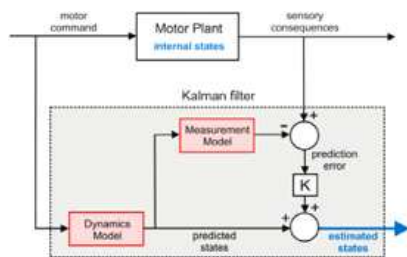 motor
command
Motor Plant
internal states
sensory
consequences
Kalman filter
+
-
Measurement
Model
prediction
error
K
Dynamics
Model
predicted
states
+
+
estimated
states